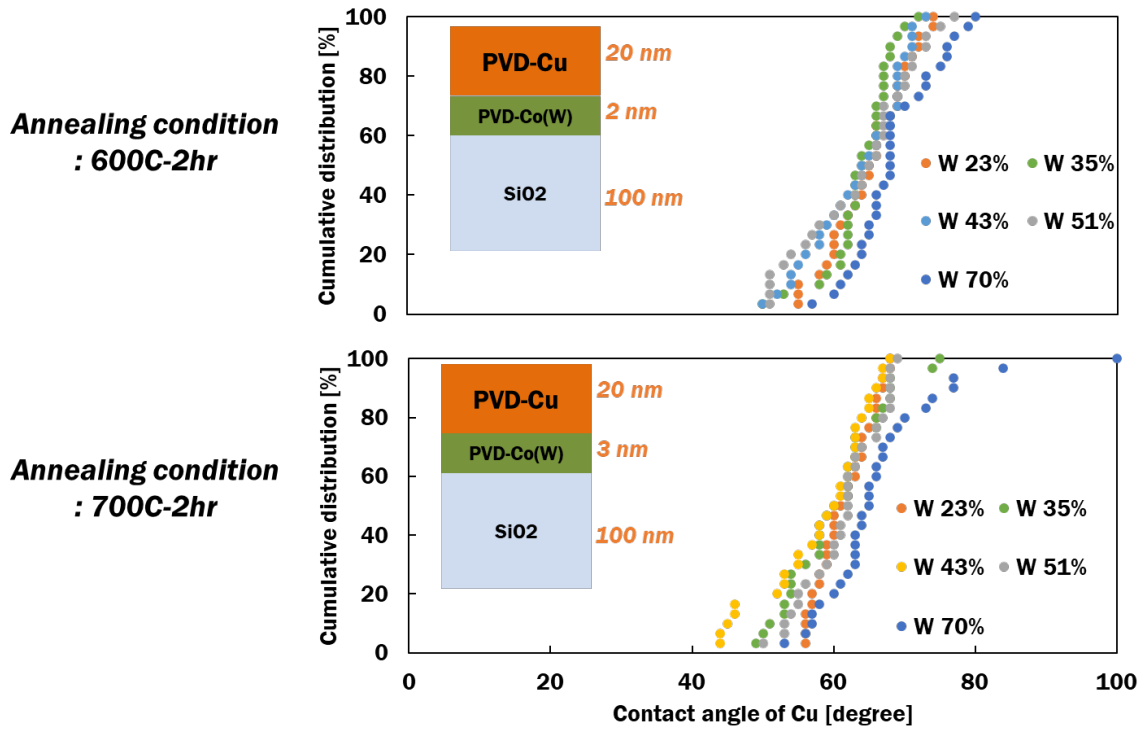 Annealing condition
: 600C-2hr
Cumulative distribution [%]
100
80
60
40
20
0
PVD-Cu
20 nm
PVD-Co(W)
2 nm
SiO2
100 nm
W 23%
W 35%
W 43%
W 51%
W 70%
Annealing condition
: 700C-2hr
Cumulative distribution [%]
100
80
60
40
20
0
PVD-Cu
20 nm
PVD-Co(W)
3 nm
SiO2
100 nm
W 23%
W 35%
W 43%
W 51%
W 70%
0 20 40 60 80 100
Contact angle of Cu [degree]